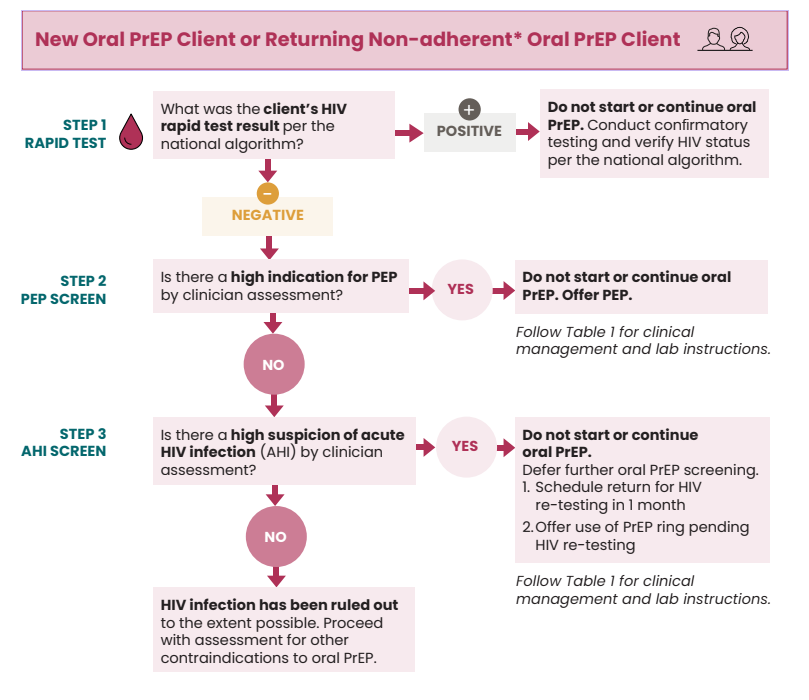 New Oral PrEP Client or Returning Non-adherent* Oral PrEP Client
STEP 1
RAPID TEST
What was the client's HIV
rapid test result per the
national algorithm?
+
POSITIVE
Do not start or continue oral
PrEP. Conduct confirmatory
testing and verify HIV status
per the national algorithm.
–
NEGATIVE
STEP 2
PEP SCREEN
Is there a high indication for PEP
by clinician assessment?
YES
Do not start or continue oral
PrEP. Offer PEP.
Follow Table 1 for clinical
management and lab instructions.
NO
STEP 3
AHI SCREEN
Is there a high suspicion of acute
HIV infection (AHI) by clinician
assessment?
YES
Do not start or continue
oral PrEP.
Defer further oral PrEP screening.
1. Schedule return for HIV
re-testing in 1 month
2. Offer use of PrEP ring pending
HIV re-testing
Follow Table 1 for clinical
management and lab instructions.
NO
HIV infection has been ruled out
to the extent possible. Proceed
with assessment for other
contraindications to oral PrEP.